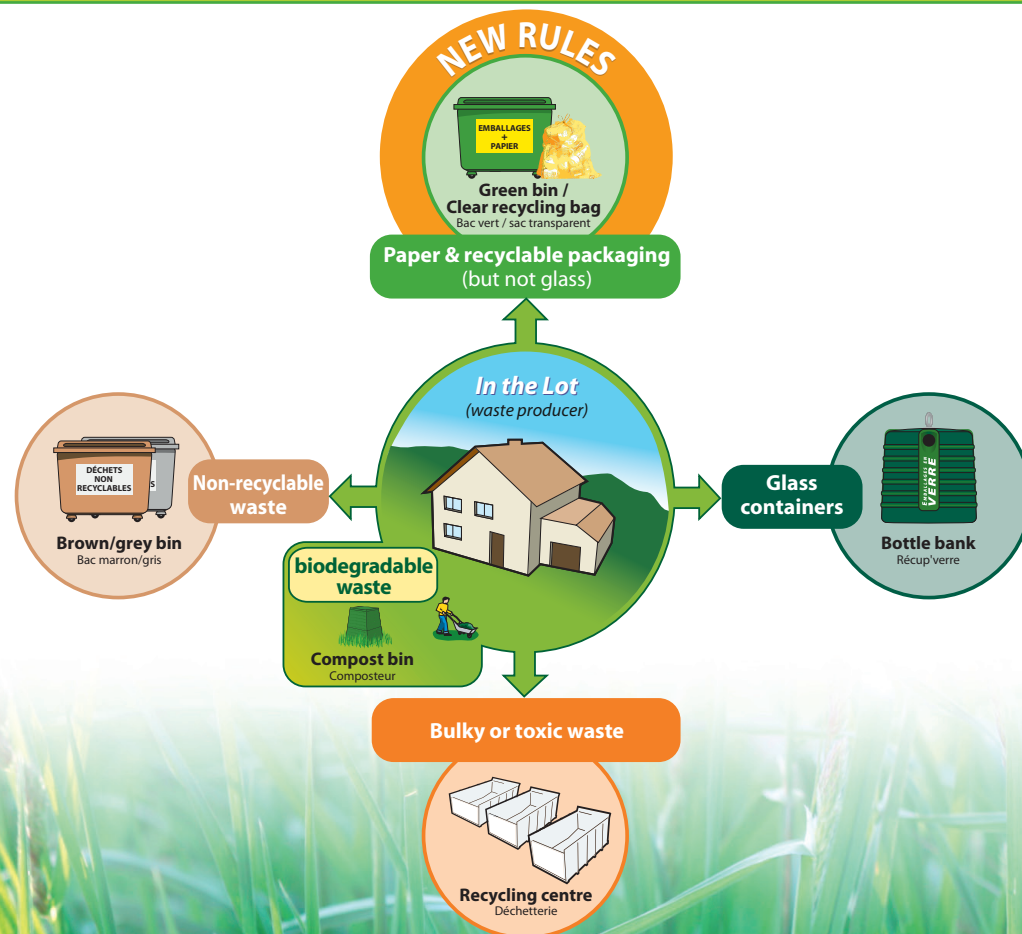 NEW RULES
EMBALLAGES
+
PAPIER
Green bin /
Clear recycling bag
Bac vert / sac transparent
Paper & recyclable packaging
(but not glass)
In the Lot
(waste producer)
DÉCHETS
NON
RECYCLABLES
S
Non-recyclable
waste
Brown/grey bin
Bac marron/gris
Glass
containers
EMBALLAGES EN
VERRE
Bottle bank
Récup'verre
biodegradable
waste
Compost bin
Composteur
Bulky or toxic waste
Recycling centre
Déchetterie